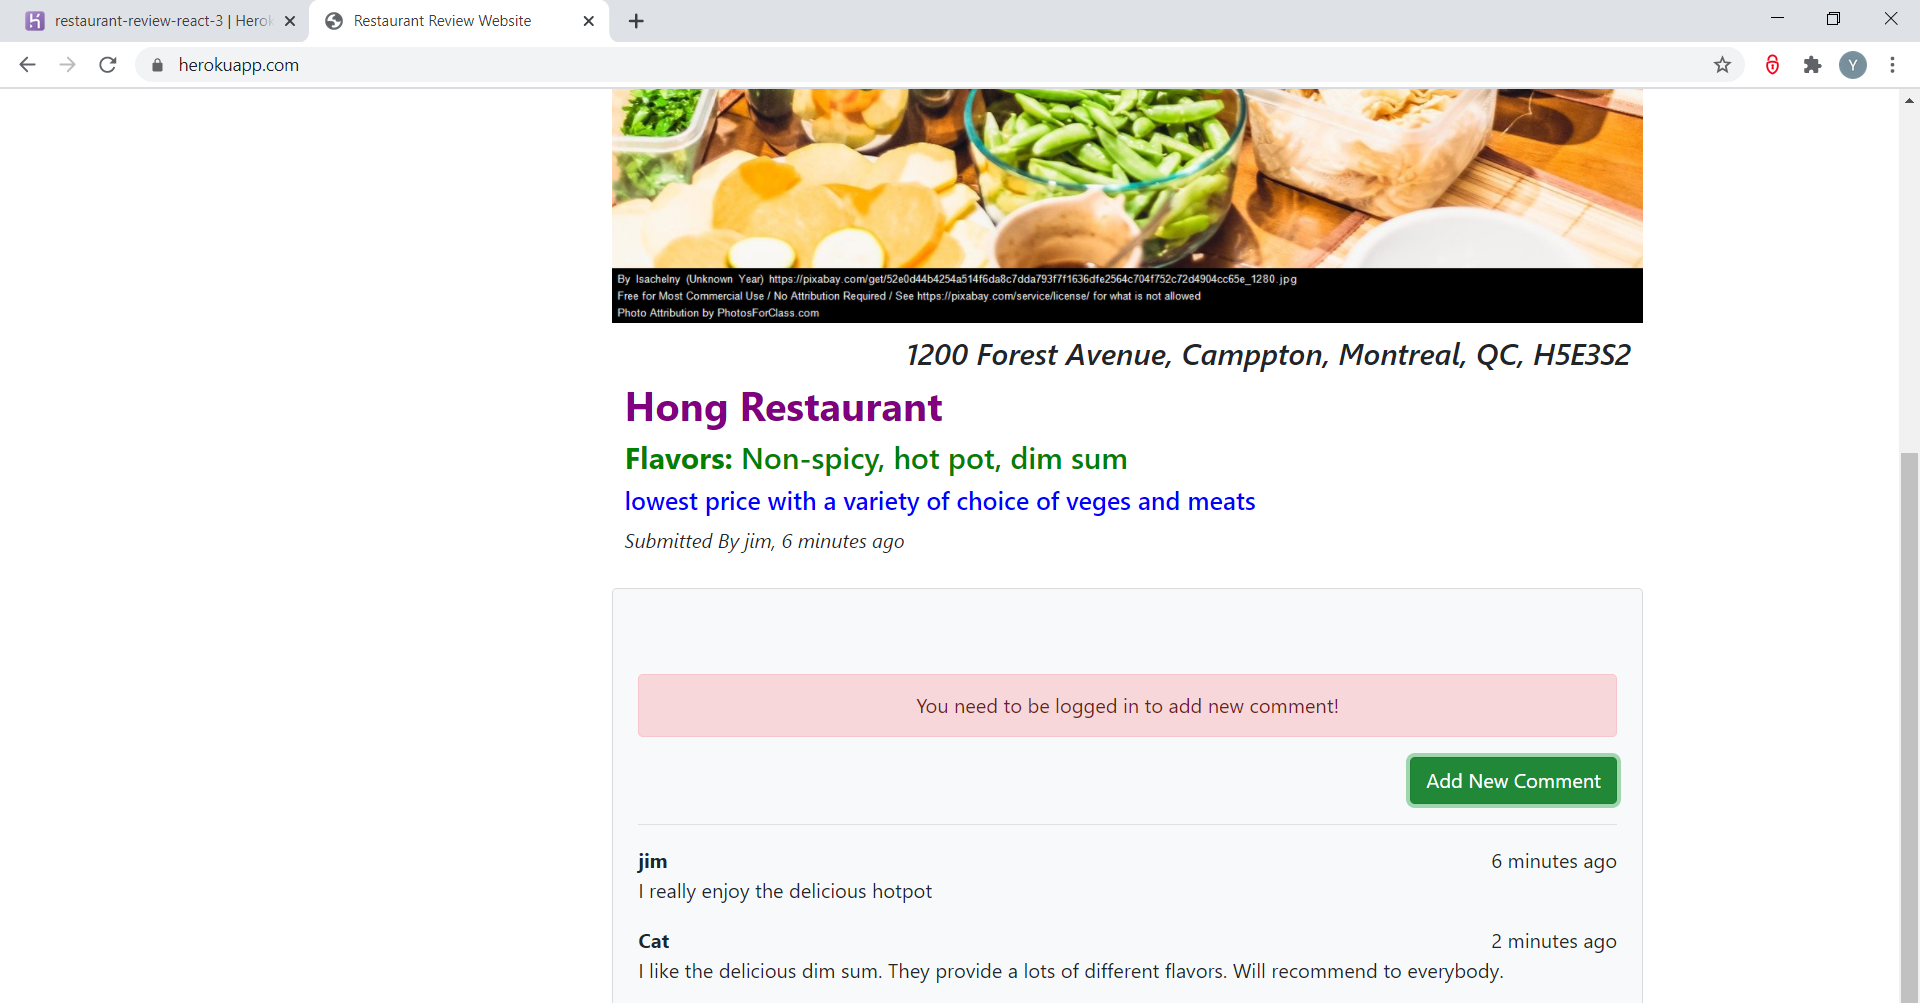 restaurant-review-react-3 | Herok
Restaurant Review Website
herokuapp.com
Y
By Isachelny (Unknown Year) https://pixabay.com/get/52e0d44b4254a514f6da8c7dda793f7f1636dfe2564c704f752c72d4904cc65e_1280.jpg
Free for Most Commercial Use / No Attribution Required / See https://pixabay.com/service/license/ for what is not allowed
Photo Attribution by PhotosForClass.com
1200 Forest Avenue, Camppton, Montreal, QC, H5E3S2
Hong Restaurant
Flavors: Non-spicy, hot pot, dim sum
lowest price with a variety of choice of veges and meats
Submitted By jim, 6 minutes ago
You need to be logged in to add new comment!
Add New Comment
jim 6 minutes ago
I really enjoy the delicious hotpot
Cat 2 minutes ago
I like the delicious dim sum. They provide a lots of different flavors. Will recommend to everybody.